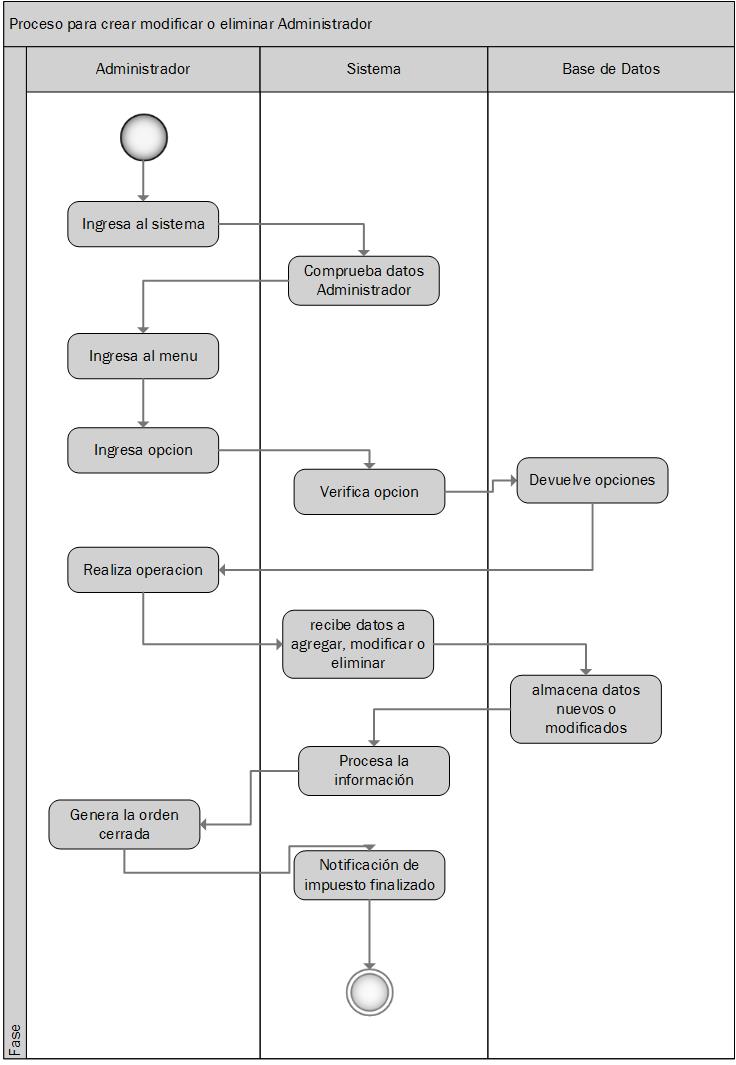 Proceso para crear modificar o eliminar Administrador
Administrador
Sistema
Base de Datos
Ingresa al sistema
Comprueba datos
Administrador
Ingresa al menu
Ingresa opcion
Verifica opcion
Devuelve opciones
Realiza operacion
recibe datos a
agregar, modificar o
eliminar
almacena datos
nuevos o
modificados
Procesa la
información
Genera la orden
cerrada
Notificación de
impuesto finalizado
Fase